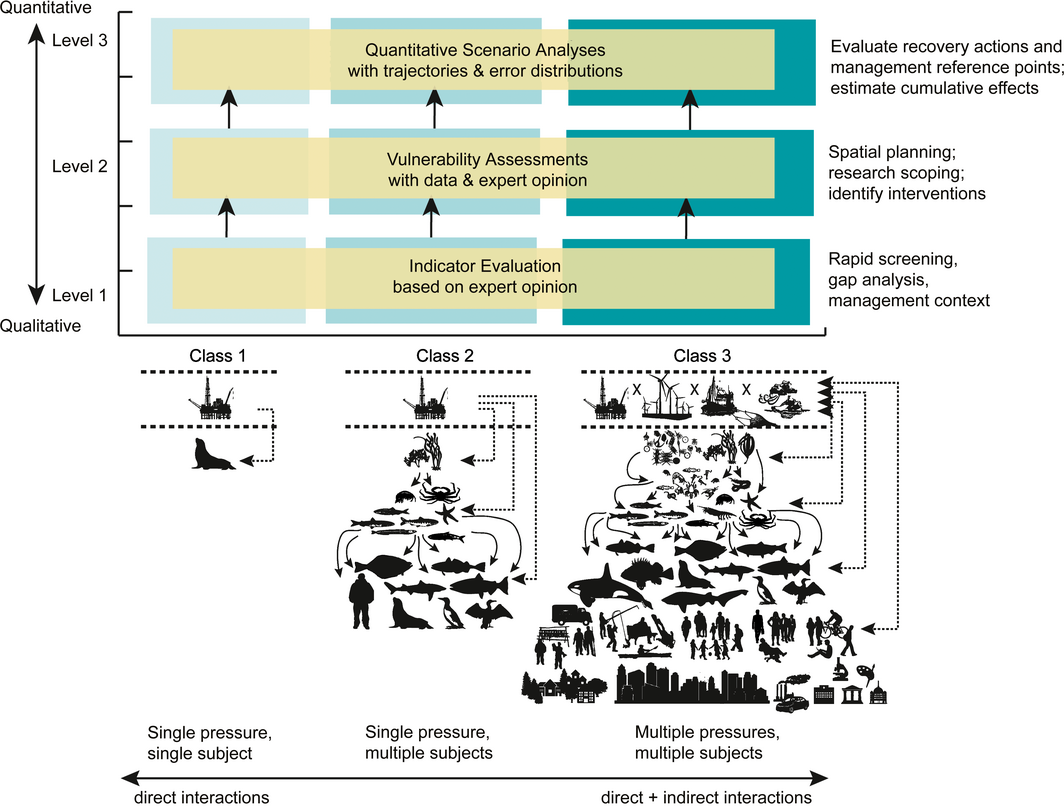 Quantitative
Level 3
Quantitative Scenario Analyses
with trajectories & error distributions
Evaluate recovery actions and
management reference points;
estimate cumulative effects
Level 2
Vulnerability Assessments
with data & expert opinion
Spatial planning;
research scoping;
identify interventions
Level 1
Indicator Evaluation
based on expert opinion
Rapid screening,
gap analysis,
management context
Qualitative
Class 1
Class 2
Class 3
X
X
X
Single pressure,
single subject
Single pressure,
multiple subjects
Multiple pressures,
multiple subjects
direct interactions
direct + indirect interactions